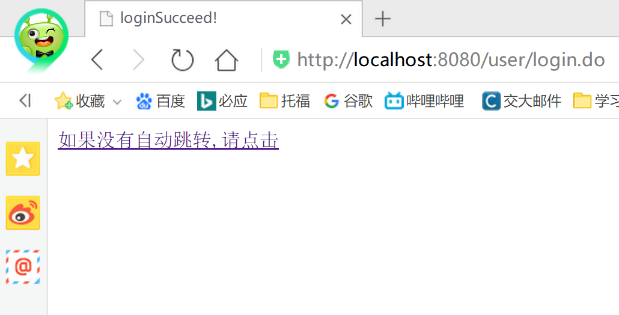 loginSucceed!
http://localhost:8080/user/login.do
收藏 百度 必应 托福 G 谷歌 哔哩哔哩 C 交大邮件 学习
如果没有自动跳转,请点击
@